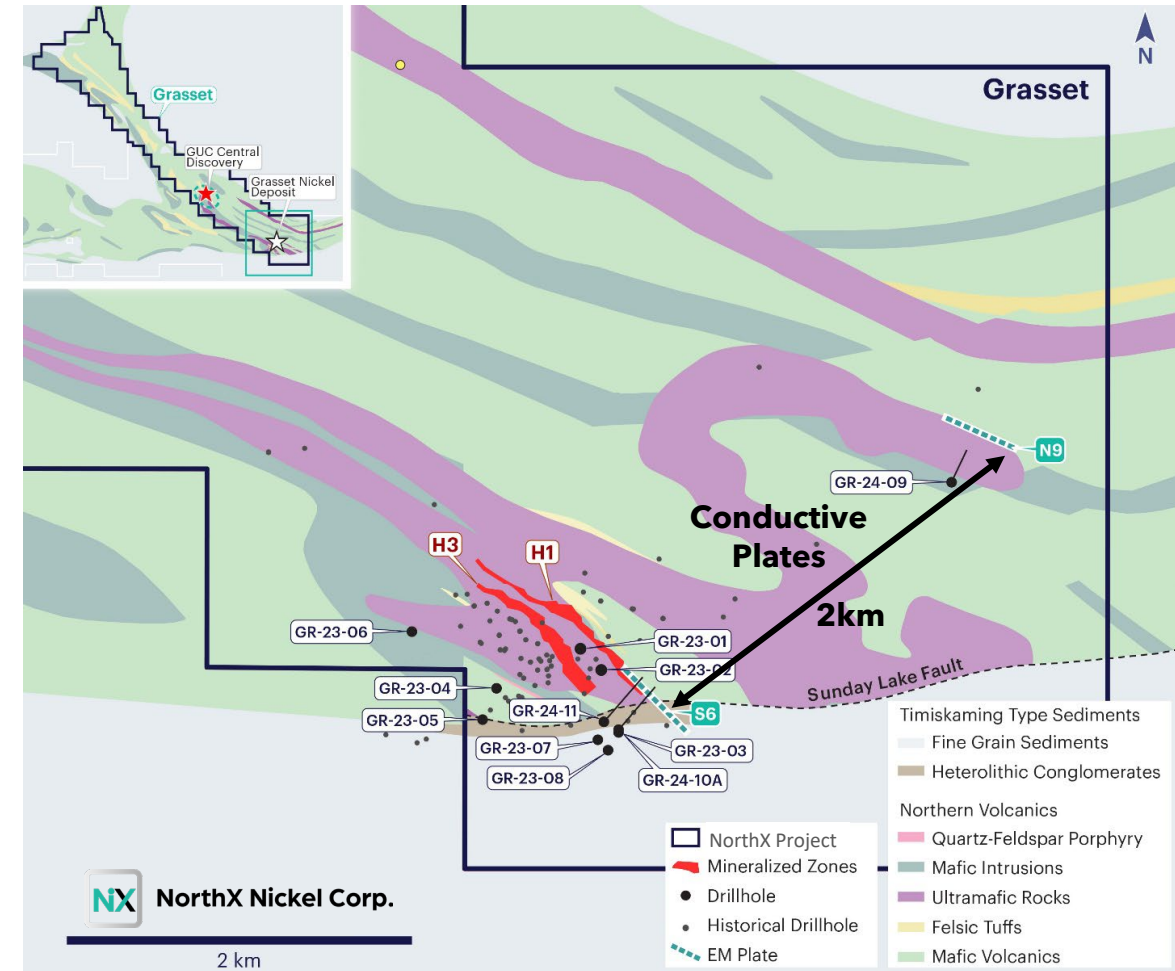 Grasset
GUC Central
Discovery
Grasset Nickel
Deposit
N
Grasset
N9
GR-24-09
Conductive
Plates
2km
H3
H1
GR-23-06
GR-23-01
GR-23-02
GR-23-04
GR-23-05
GR-24-11
S6
GR-23-07
GR-23-03
GR-23-08
GR-24-10A
Sunday Lake Fault
Timiskaming Type Sediments
Fine Grain Sediments
Heterolithic Conglomerates
Northern Volcanics
Quartz-Feldspar Porphyry
Mafic Intrusions
Ultramafic Rocks
Felsic Tuffs
Mafic Volcanics
NorthX Project
Mineralized Zones
Drillhole
Historical Drillhole
EM Plate
NX NorthX Nickel Corp.
2 km